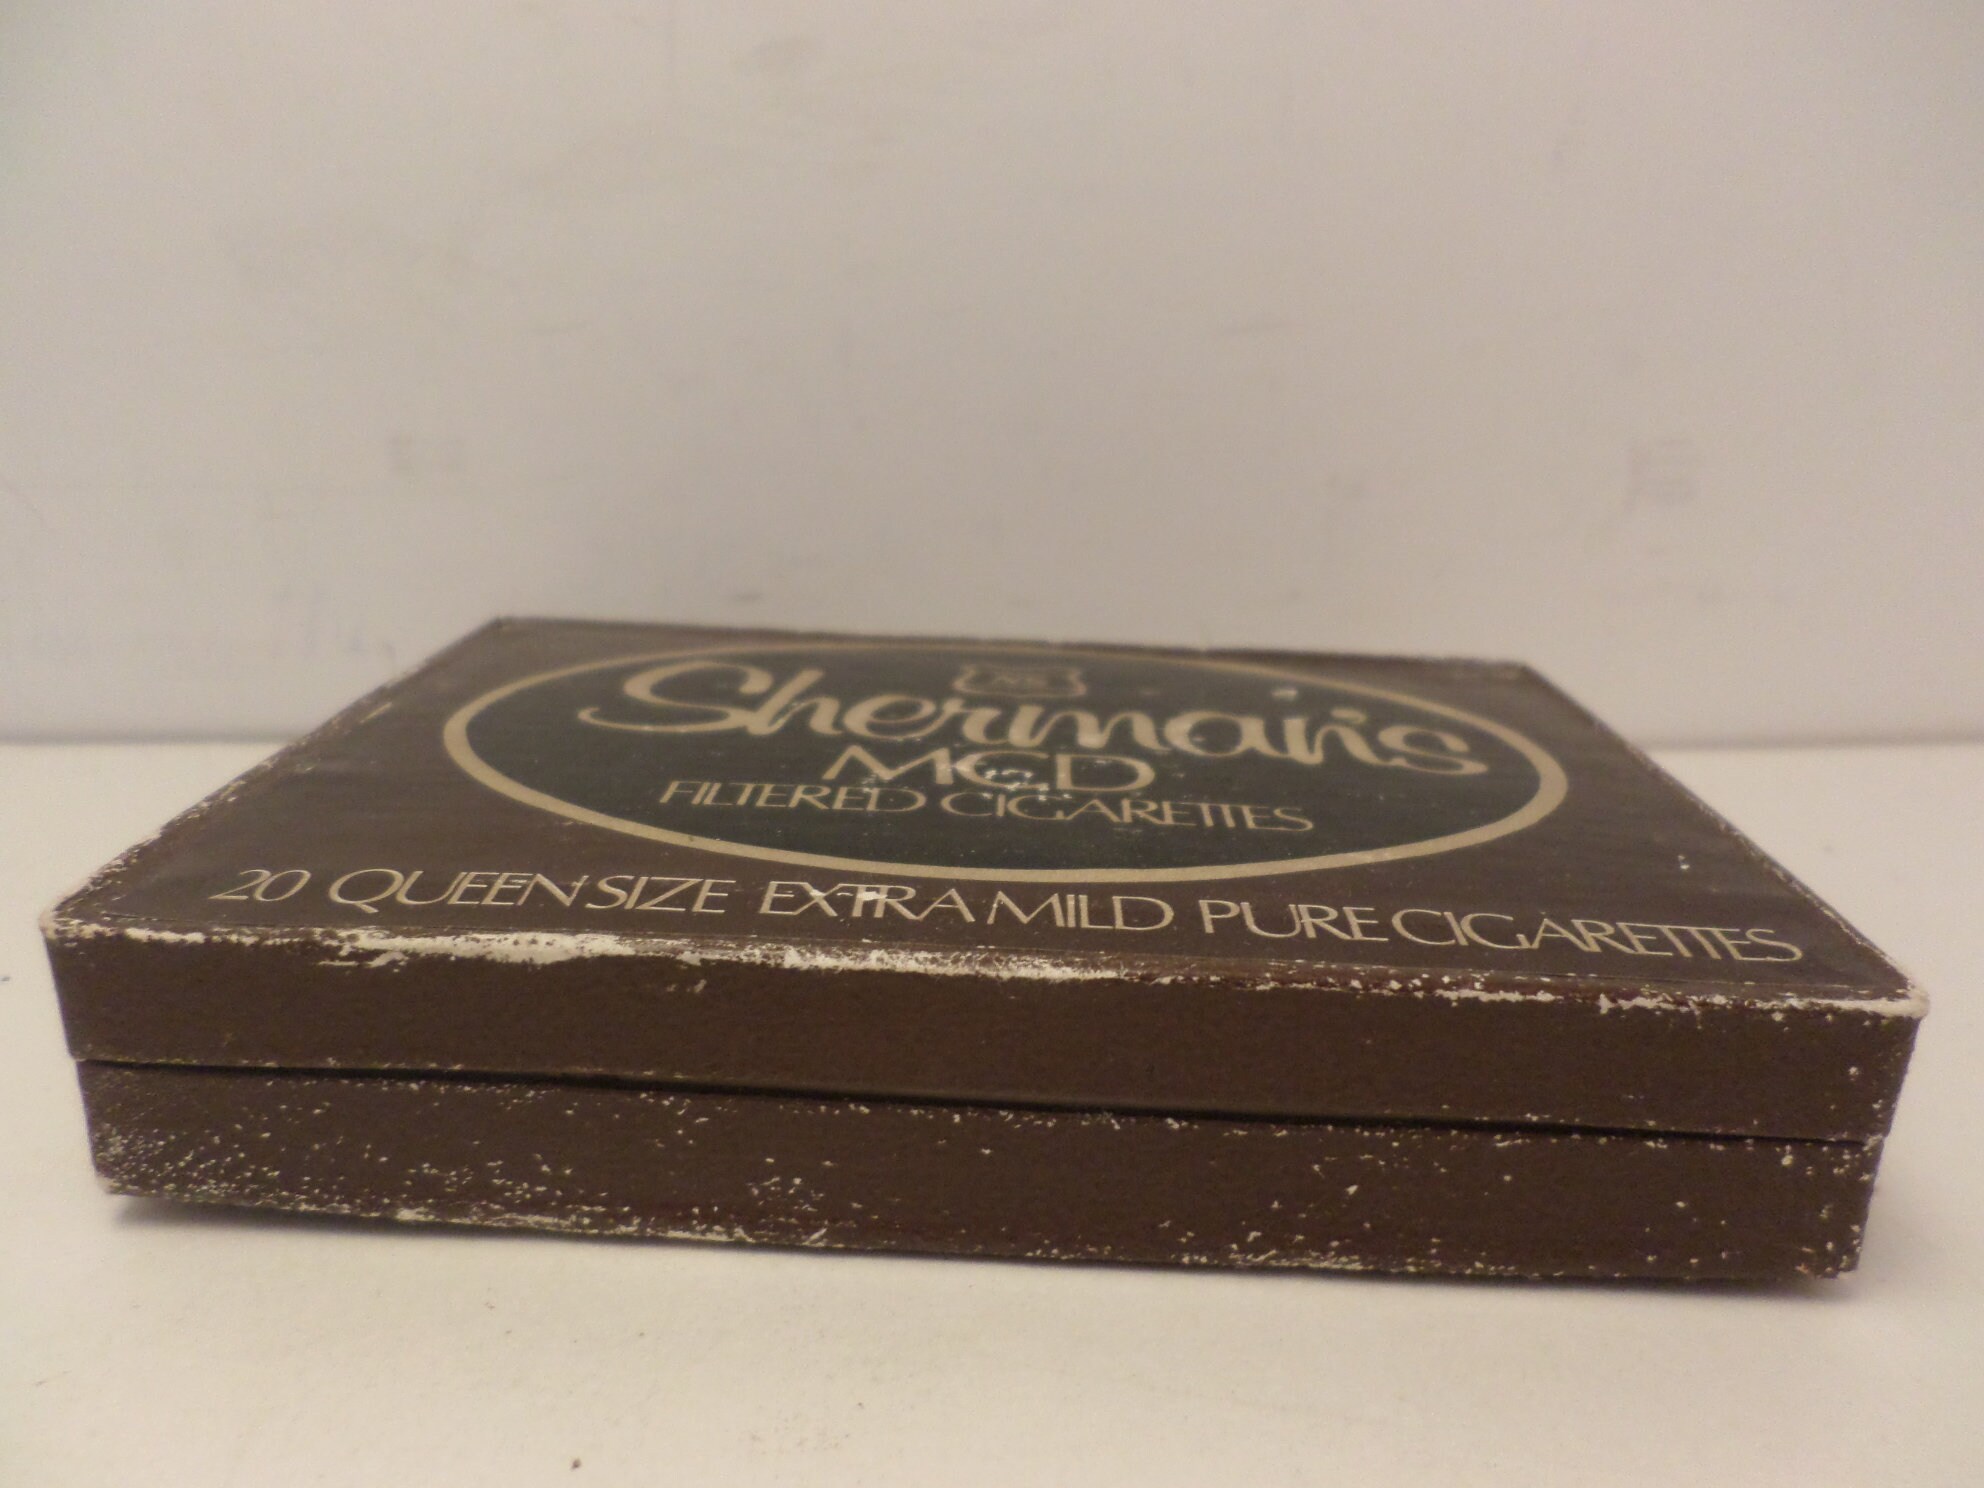 Sherman's
MCD
FILTERED CIGARETTES
20 QUEEN SIZE EXTRA MILD PURE CIGARETTES